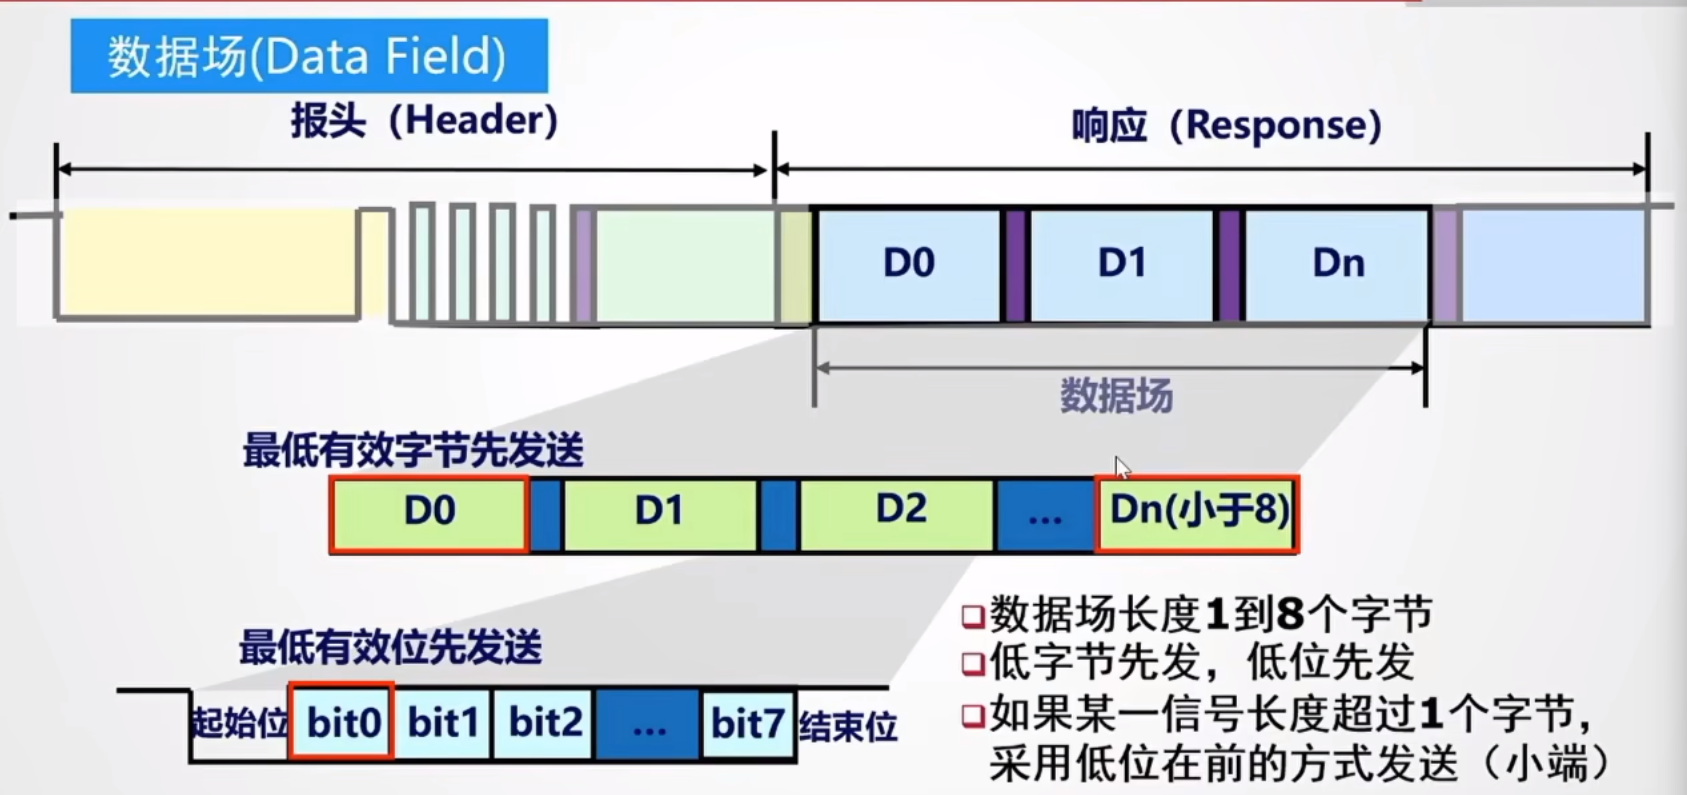 数据场(Data Field)
报头（Header）
响应（Response）
D0
D1
Dn
数据场
最低有效字节先发送
D0
D1
D2
...
Dn(小于8)
最低有效位先发送
起始位
bit0
bit1
bit2
...
bit7
结束位
数据场长度1到8个字节
低字节先发，低位先发
如果某一信号长度超过1个字节，
采用低位在前的方式发送（小端）